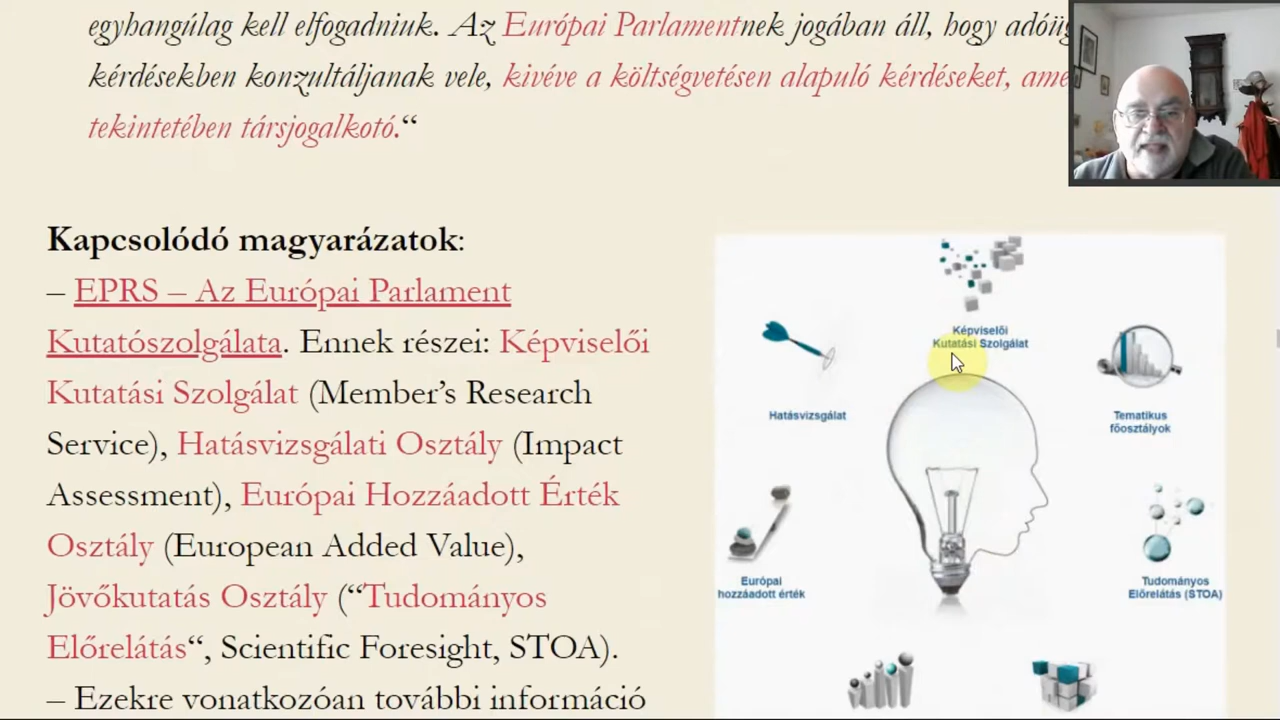 egyhangúlag kell elfogadniuk. Az Európai Parlamentnek jogában áll, hogy
kérdésekben konzultáljanak vele, kivéve a költségvetésen alapuló kérdéseket,
tekintetében társjogalkotó.“
Kapcsolódó magyarázatok:
– EPRS – Az Európai Parlament
Kutatószolgálata. Ennek részei: Képviselői
Kutatási Szolgálat (Member’s Research
Service), Hatásvizsgálati Osztály (Impact
Assessment), Európai Hozzáadott Érték
Osztály (European Added Value),
Jövőkutatás Osztály (“Tudományos
Előrelátás“, Scientific Foresight, STOA).
– Ezekre vonatkozóan további információ
Képviselői
Kutatási Szolgálat
Hatásvizsgálat
Tematikus
főosztályok
Európai
hozzáadott érték
Tudományos
Előrelátás (STOA)